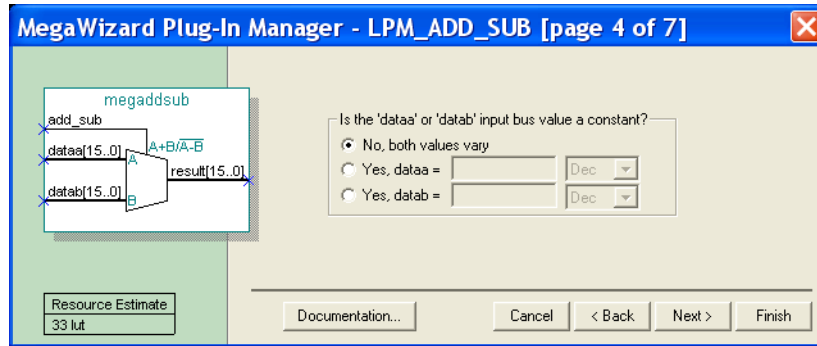 MegaWizard Plug-In Manager - LPM_ADD_SUB [page 4 of 7]
megaddsub
add_sub
A+B/A-B
dataa[15..0]
A
result[15..0]
datab[15..0]
B
Is the 'dataa' or 'datab' input bus value a constant?
No, both values vary
Yes, dataa = Dec
Yes, datab = Dec
Resource Estimate
33 lut
Documentation... Cancel < Back Next > Finish